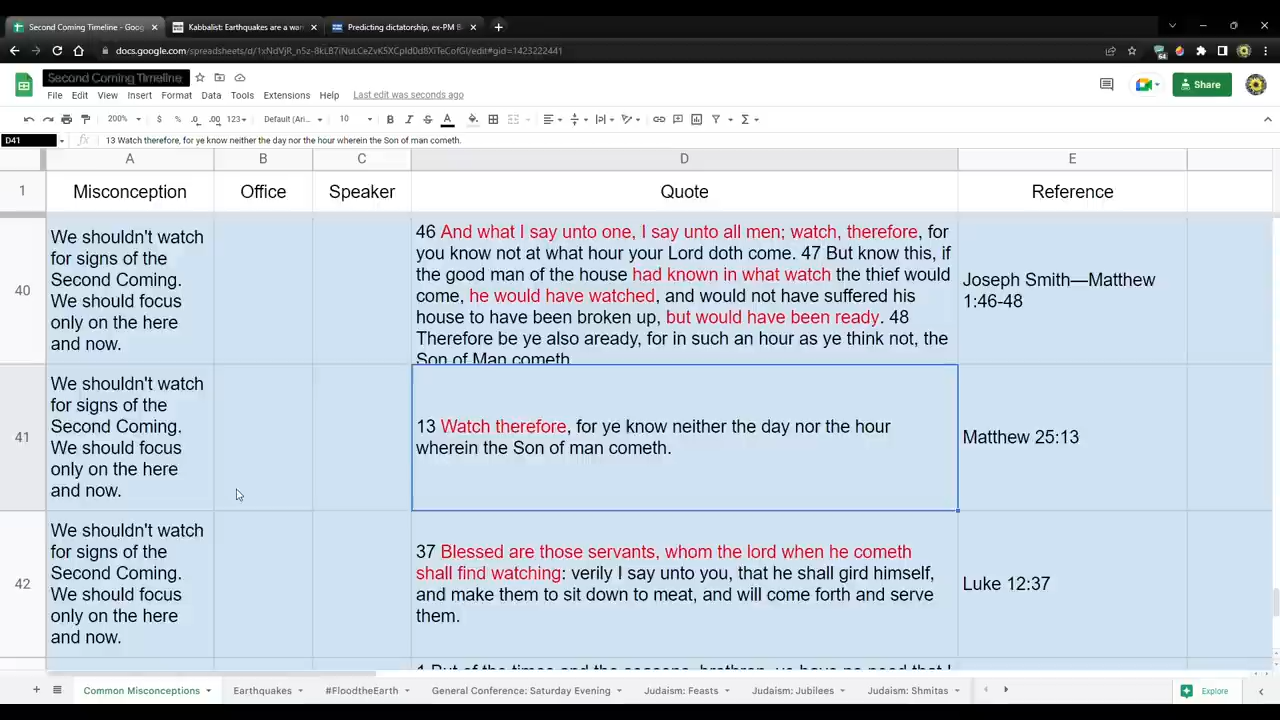 Second Coming Timeline - Goog
Kabbalist: Earthquakes are a war
Predicting dictatorship, ex-PM B
Second Coming Timeline
File Edit View Insert Format Data Tools Extensions Help Last edit was seconds ago
Share
200% $ % .0 .00 123 Default (Ari... 10 B I S A
D41 fx 13 Watch therefore, for ye know neither the day nor the hour wherein the Son of man cometh.
A B C D E
1 Misconception Office Speaker Quote Reference
40
We shouldn't watch
for signs of the
Second Coming.
We should focus
only on the here
and now.
46 And what I say unto one, I say unto all men; watch, therefore, for
you know not at what hour your Lord doth come. 47 But know this, if
the good man of the house had known in what watch the thief would
come, he would have watched, and would not have suffered his
house to have been broken up, but would have been ready. 48
Therefore be ye also aready, for in such an hour as ye think not, the
Son of Man cometh
Joseph Smith—Matthew
1:46-48
41
We shouldn't watch
for signs of the
Second Coming.
We should focus
only on the here
and now.
13 Watch therefore, for ye know neither the day nor the hour
wherein the Son of man cometh.
Matthew 25:13
42
We shouldn't watch
for signs of the
Second Coming.
We should focus
only on the here
and now.
37 Blessed are those servants, whom the lord when he cometh
shall find watching: verily I say unto you, that he shall gird himself,
and make them to sit down to meat, and will come forth and serve
them.
Luke 12:37
1 But of the times and the seasons, brethren, ye have no need that I
Common Misconceptions Earthquakes #FloodtheEarth General Conference: Saturday Evening Judaism: Feasts Judaism: Jubilees Judaism: Shmitas Explore